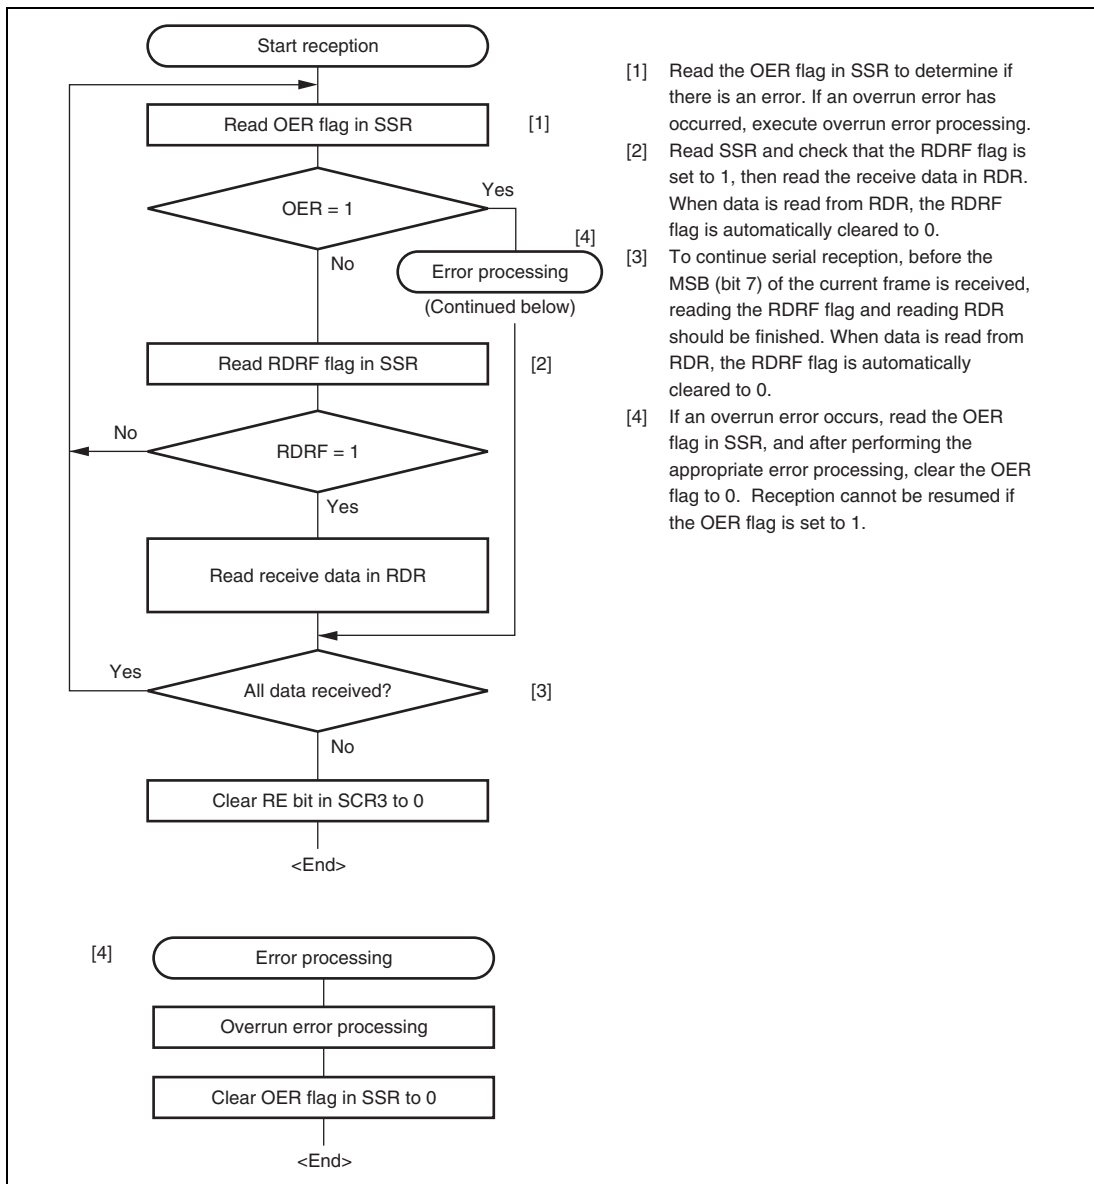 Start reception
Read OER flag in SSR
[1]
OER = 1
Yes
No
[4]
Error processing
(Continued below)
Read RDRF flag in SSR
[2]
No
RDRF = 1
Yes
Read receive data in RDR
Yes
All data received?
[3]
No
Clear RE bit in SCR3 to 0
<End>
[4]
Error processing
Overrun error processing
Clear OER flag in SSR to 0
<End>
[1] Read the OER flag in SSR to determine if
there is an error. If an overrun error has
occurred, execute overrun error processing.
[2] Read SSR and check that the RDRF flag is
set to 1, then read the receive data in RDR.
When data is read from RDR, the RDRF
flag is automatically cleared to 0.
[3] To continue serial reception, before the
MSB (bit 7) of the current frame is received,
reading the RDRF flag and reading RDR
should be finished. When data is read from
RDR, the RDRF flag is automatically
cleared to 0.
[4] If an overrun error occurs, read the OER
flag in SSR, and after performing the
appropriate error processing, clear the OER
flag to 0. Reception cannot be resumed if
the OER flag is set to 1.